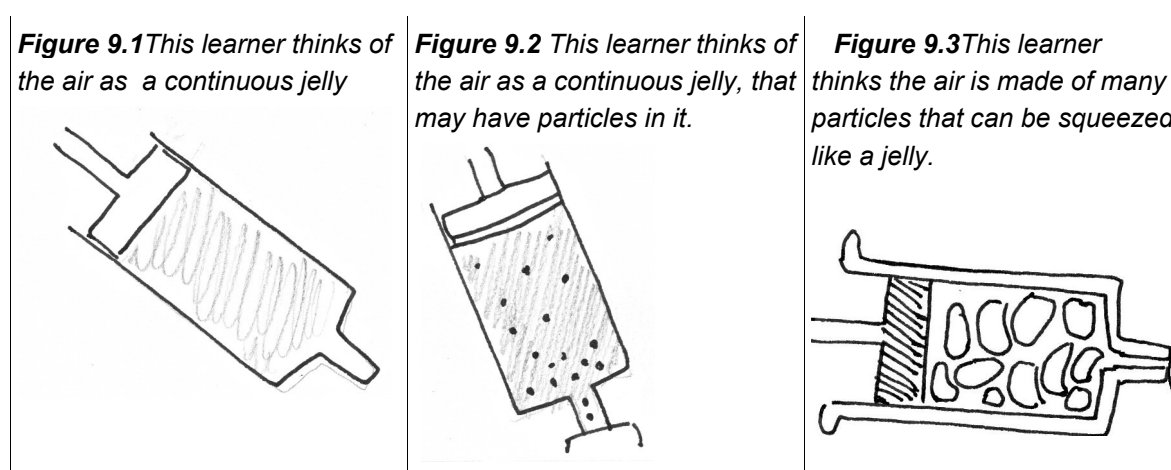 Figure 9.1This learner thinks of
the air as a continuous jelly
Figure 9.2 This learner thinks of
the air as a continuous jelly, that
may have particles in it.
Figure 9.3This learner
thinks the air is made of many
particles that can be squeezed
like a jelly.